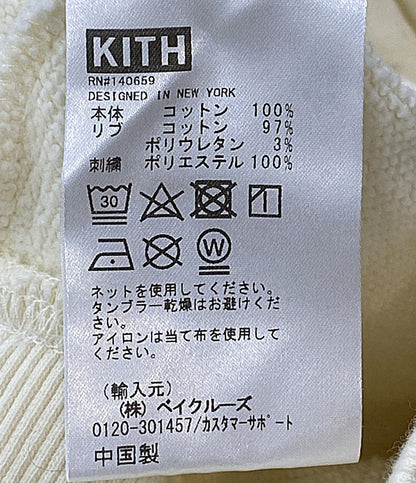 KITH
RN#140659
DESIGNED IN NEW YORK
本体 コットン 100%
リブ コットン 97%
ポリウレタン 3%
刺繍 ポリエステル 100%
30 1
W
ネットを使用してください。
タンブラー乾燥はお避けくださ
い。
アイロンは当て布を使用してく
ださい。
(輸入元)
(株) ベイクルーズ
0120-301457/カスタマーサポート
中国製